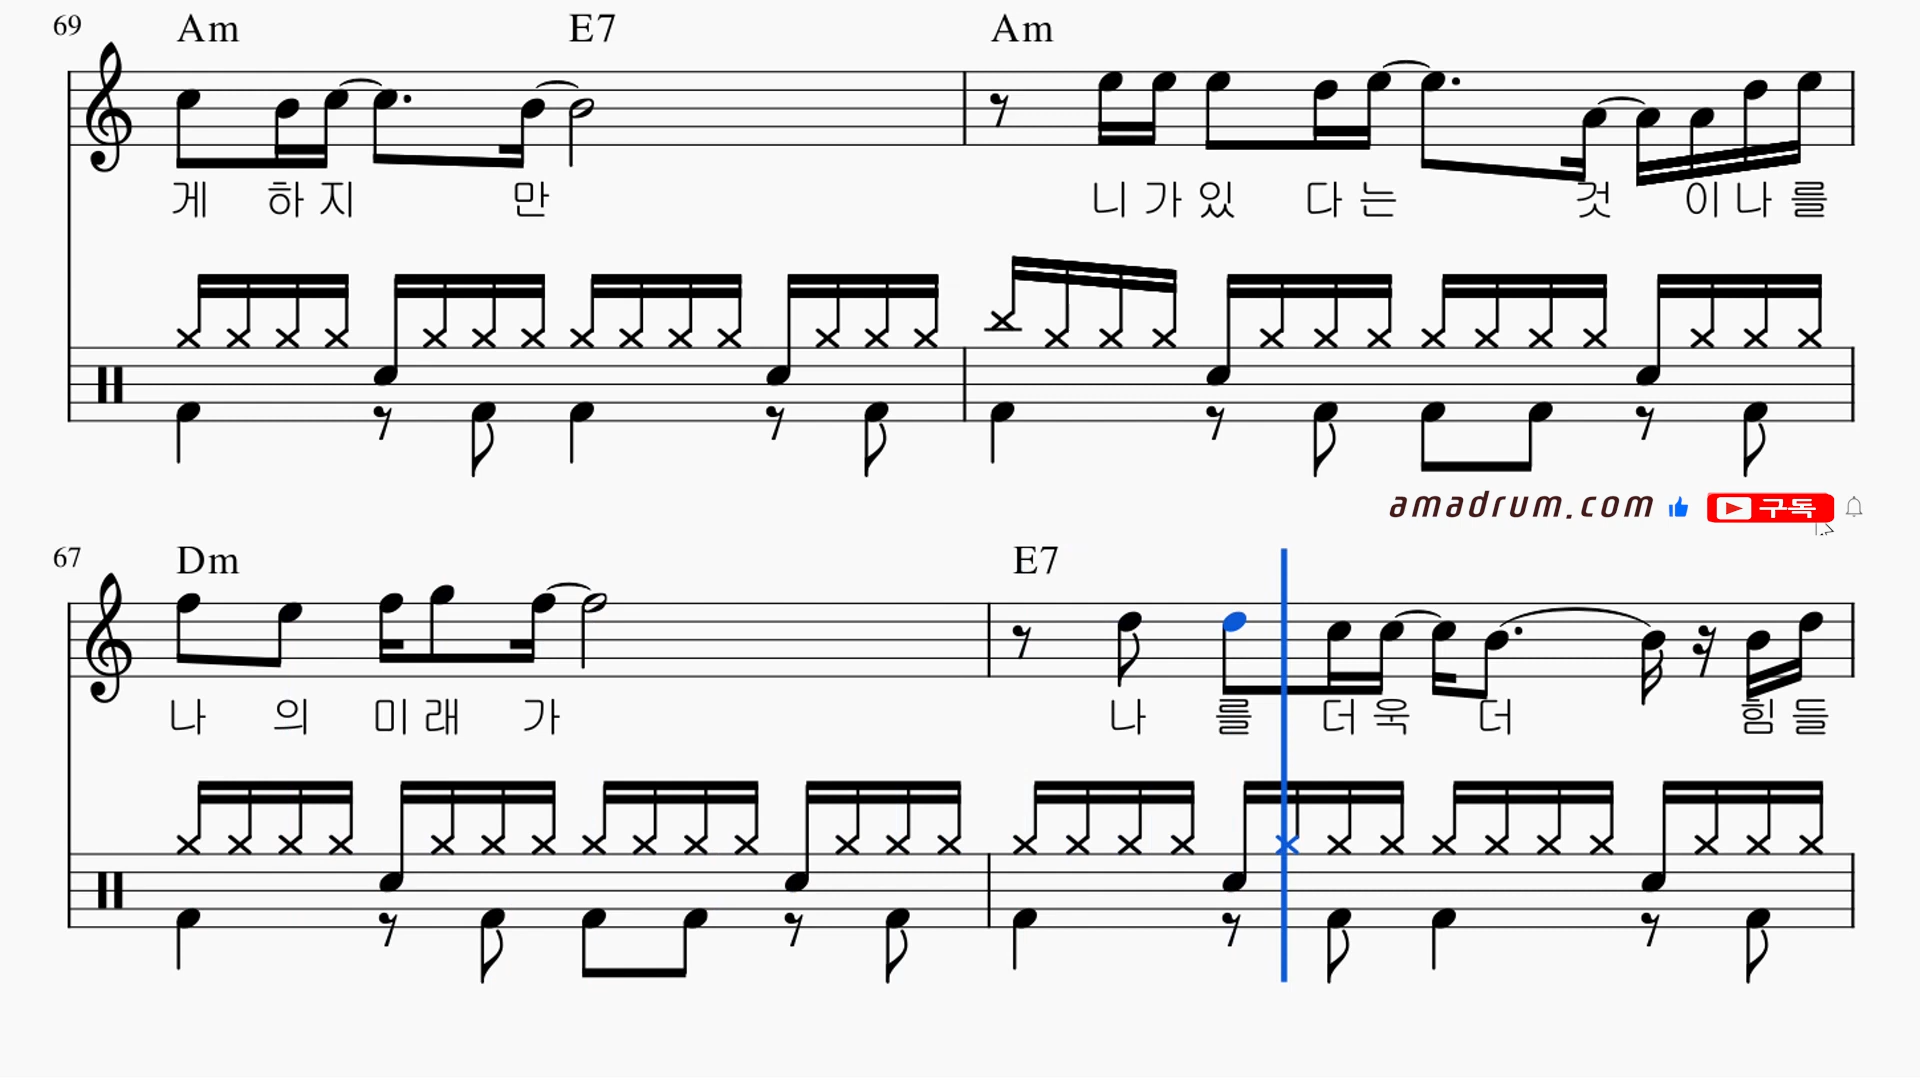 69 Am E7 Am
게 하 지 만 니 가 있 다 는 것 이 나 를
amadrum.com 구독
67 Dm E7
나 의 미 래 가 나 를 더 욱 더 힘 들